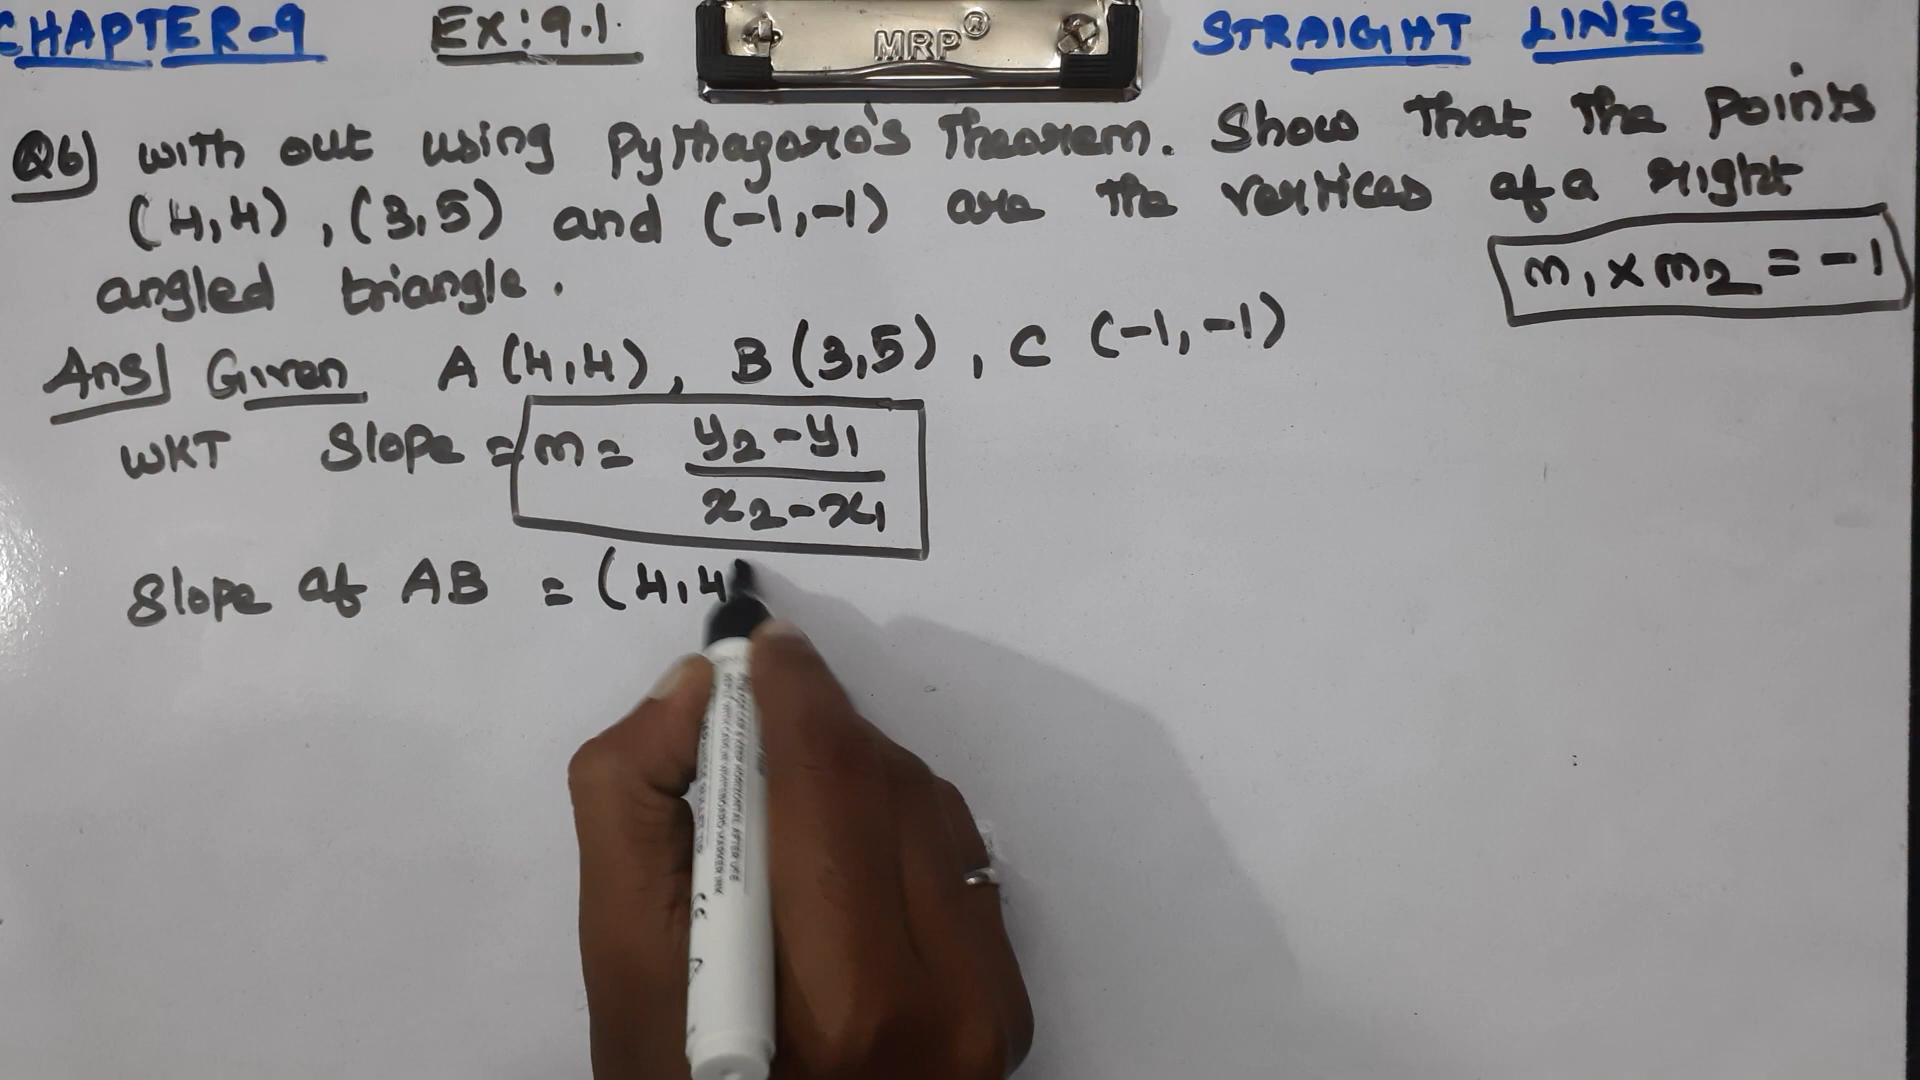 CHAPTER-9 EX:9.1. MRP® STRAIGHT LINES
Q6) with out using Pythagoro's Theorem. Show that the points
(4,4), (3,5) and (-1,-1) are the vertices of a right
angled triangle.
m1 x m2 = -1
Ans) Given A (4,4), B (3,5), C (-1,-1)
WKT Slope = m = y2-y1 / x2-x1
Slope of AB = (4,4